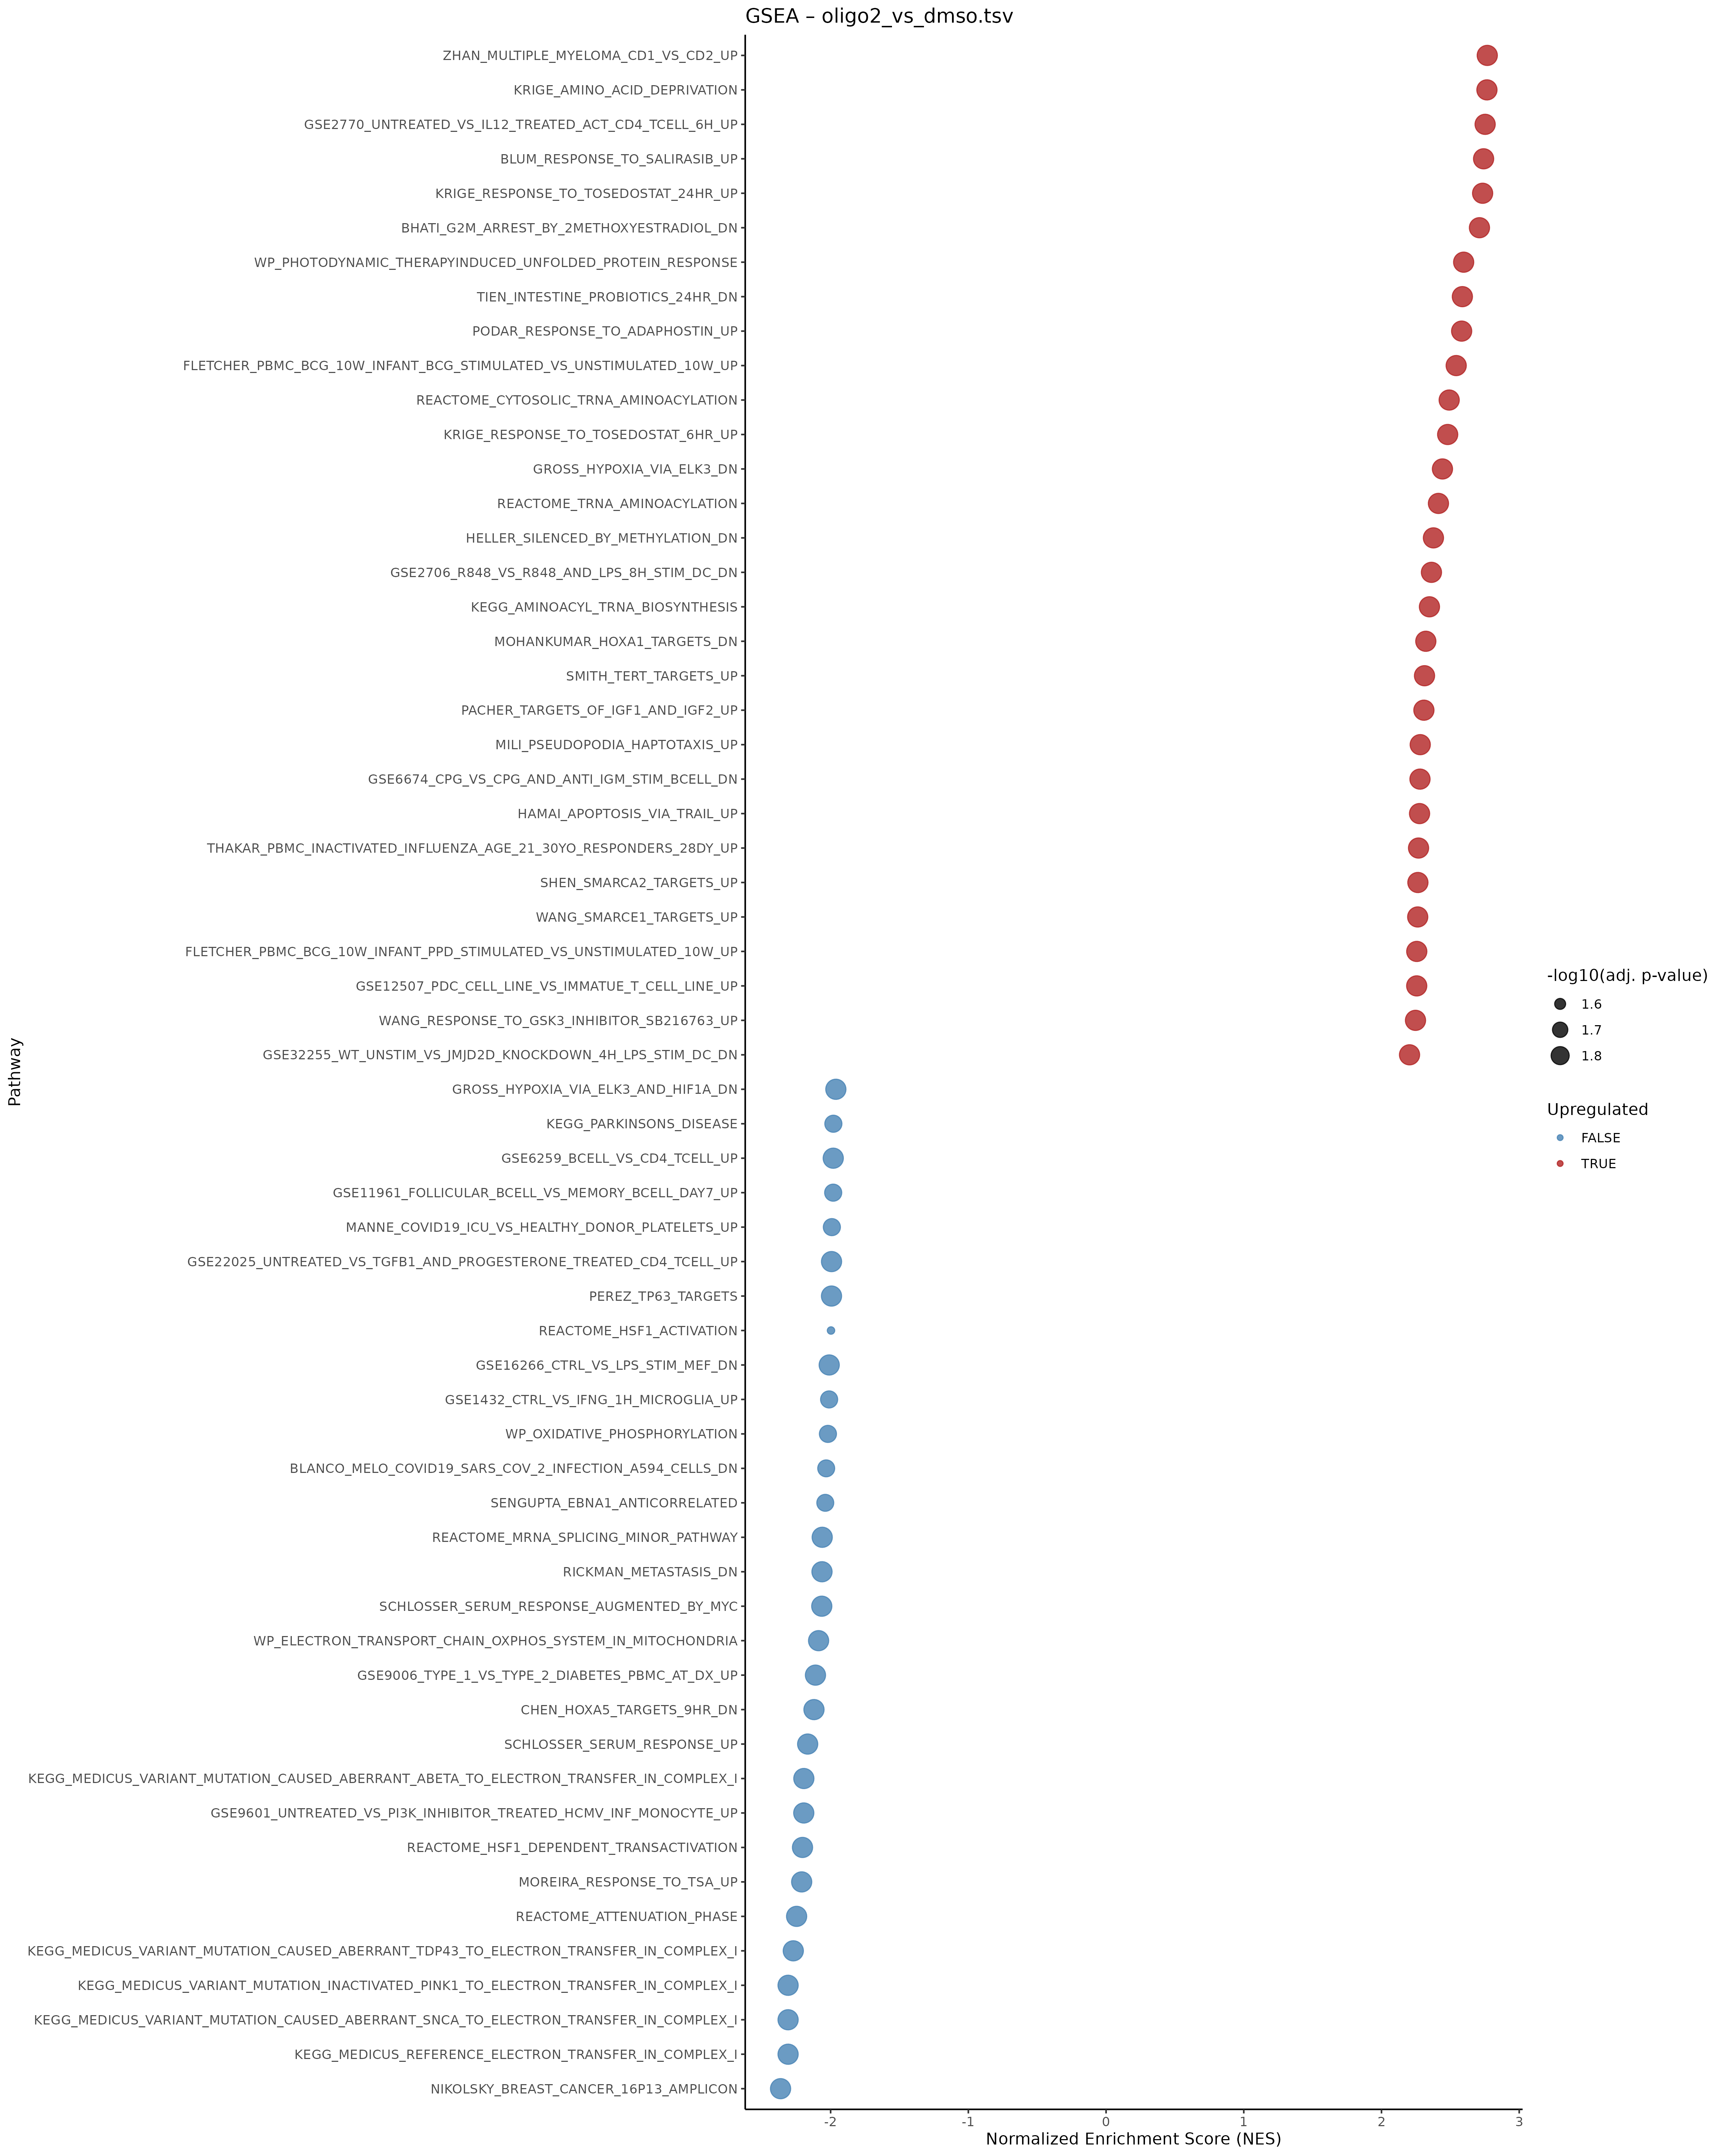 GSEA – oligo2_vs_dmso.tsv
ZHAN_MULTIPLE_MYELOMA_CD1_VS_CD2_UP
KRIGE_AMINO_ACID_DEPRIVATION
GSE2770_UNTREATED_VS_IL12_TREATED_ACT_CD4_TCELL_6H_UP
BLUM_RESPONSE_TO_SALIRASIB_UP
KRIGE_RESPONSE_TO_TOSEDOSTAT_24HR_UP
BHATI_G2M_ARREST_BY_2METHOXYESTRADIOL_DN
WP_PHOTODYNAMIC_THERAPYINDUCED_UNFOLDED_PROTEIN_RESPONSE
TIEN_INTESTINE_PROBIOTICS_24HR_DN
PODAR_RESPONSE_TO_ADAPHOSTIN_UP
FLETCHER_PBMC_BCG_10W_INFANT_BCG_STIMULATED_VS_UNSTIMULATED_10W_UP
REACTOME_CYTOSOLIC_TRNA_AMINOACYLATION
KRIGE_RESPONSE_TO_TOSEDOSTAT_6HR_UP
GROSS_HYPOXIA_VIA_ELK3_DN
REACTOME_TRNA_AMINOACYLATION
HELLER_SILENCED_BY_METHYLATION_DN
GSE2706_R848_VS_R848_AND_LPS_8H_STIM_DC_DN
KEGG_AMINOACYL_TRNA_BIOSYNTHESIS
MOHANKUMAR_HOXA1_TARGETS_DN
SMITH_TERT_TARGETS_UP
PACHER_TARGETS_OF_IGF1_AND_IGF2_UP
MILI_PSEUDOPODIA_HAPTOTAXIS_UP
GSE6674_CPG_VS_CPG_AND_ANTI_IGM_STIM_BCELL_DN
HAMAI_APOPTOSIS_VIA_TRAIL_UP
THAKAR_PBMC_INACTIVATED_INFLUENZA_AGE_21_30YO_RESPONDERS_28DY_UP
SHEN_SMARCA2_TARGETS_UP
WANG_SMARCE1_TARGETS_UP
FLETCHER_PBMC_BCG_10W_INFANT_PPD_STIMULATED_VS_UNSTIMULATED_10W_UP
GSE12507_PDC_CELL_LINE_VS_IMMATUE_T_CELL_LINE_UP
WANG_RESPONSE_TO_GSK3_INHIBITOR_SB216763_UP
GSE32255_WT_UNSTIM_VS_JMJD2D_KNOCKDOWN_4H_LPS_STIM_DC_DN
GROSS_HYPOXIA_VIA_ELK3_AND_HIF1A_DN
KEGG_PARKINSONS_DISEASE
GSE6259_BCELL_VS_CD4_TCELL_UP
GSE11961_FOLLICULAR_BCELL_VS_MEMORY_BCELL_DAY7_UP
MANNE_COVID19_ICU_VS_HEALTHY_DONOR_PLATELETS_UP
GSE22025_UNTREATED_VS_TGFB1_AND_PROGESTERONE_TREATED_CD4_TCELL_UP
PEREZ_TP63_TARGETS
REACTOME_HSF1_ACTIVATION
GSE16266_CTRL_VS_LPS_STIM_MEF_DN
GSE1432_CTRL_VS_IFNG_1H_MICROGLIA_UP
WP_OXIDATIVE_PHOSPHORYLATION
BLANCO_MELO_COVID19_SARS_COV_2_INFECTION_A594_CELLS_DN
SENGUPTA_EBNA1_ANTICORRELATED
REACTOME_MRNA_SPLICING_MINOR_PATHWAY
RICKMAN_METASTASIS_DN
SCHLOSSER_SERUM_RESPONSE_AUGMENTED_BY_MYC
WP_ELECTRON_TRANSPORT_CHAIN_OXPHOS_SYSTEM_IN_MITOCHONDRIA
GSE9006_TYPE_1_VS_TYPE_2_DIABETES_PBMC_AT_DX_UP
CHEN_HOXA5_TARGETS_9HR_DN
SCHLOSSER_SERUM_RESPONSE_UP
KEGG_MEDICUS_VARIANT_MUTATION_CAUSED_ABERRANT_ABETA_TO_ELECTRON_TRANSFER_IN_COMPLEX_I
GSE9601_UNTREATED_VS_PI3K_INHIBITOR_TREATED_HCMV_INF_MONOCYTE_UP
REACTOME_HSF1_DEPENDENT_TRANSACTIVATION
MOREIRA_RESPONSE_TO_TSA_UP
REACTOME_ATTENUATION_PHASE
KEGG_MEDICUS_VARIANT_MUTATION_CAUSED_ABERRANT_TDP43_TO_ELECTRON_TRANSFER_IN_COMPLEX_I
KEGG_MEDICUS_VARIANT_MUTATION_INACTIVATED_PINK1_TO_ELECTRON_TRANSFER_IN_COMPLEX_I
KEGG_MEDICUS_VARIANT_MUTATION_CAUSED_ABERRANT_SNCA_TO_ELECTRON_TRANSFER_IN_COMPLEX_I
KEGG_MEDICUS_REFERENCE_ELECTRON_TRANSFER_IN_COMPLEX_I
NIKOLSKY_BREAST_CANCER_16P13_AMPLICON
Pathway
-2 -1 0 1 2 3
Normalized Enrichment Score (NES)
-log10(adj. p-value)
1.6
1.7
1.8
Upregulated
FALSE
TRUE